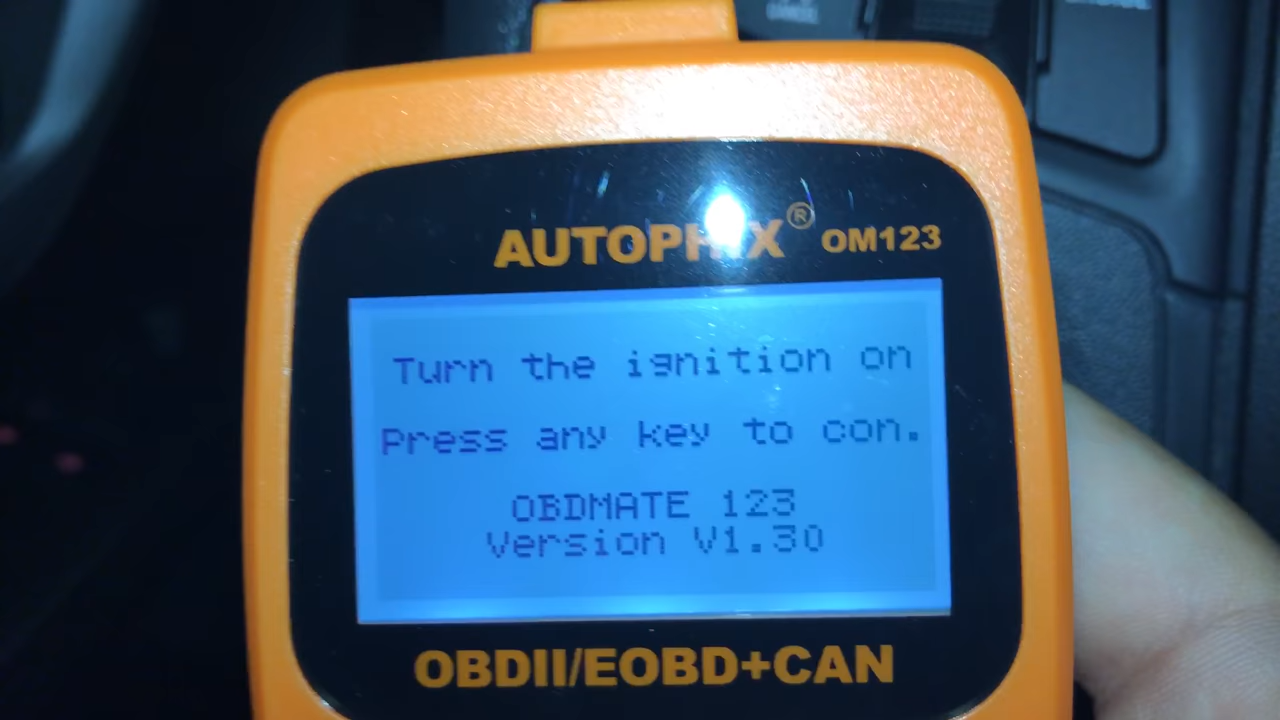 AUTOPHIX® OM123
Turn the ignition on
Press any key to con.
OBDMATE 123
Version V1.30
OBDII/EOBD+CAN